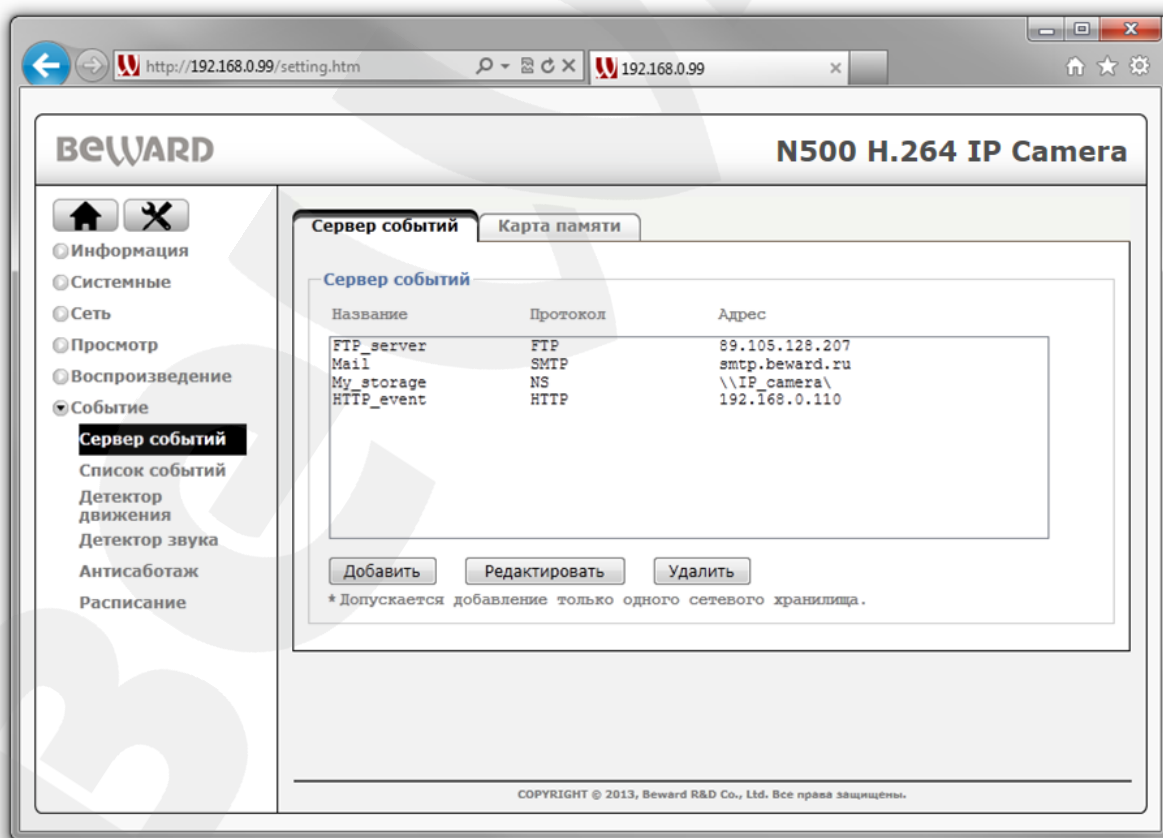 http://192.168.0.99/setting.htm
192.168.0.99
BEWARD
N500 H.264 IP Camera
Информация
Системные
Сеть
Просмотр
Воспроизведение
Событие
Сервер событий
Список событий
Детектор
движения
Детектор звука
Антисаботаж
Расписание
Сервер событий Карта памяти
Сервер событий
Название Протокол Адрес
FTP_server FTP 89.105.128.207
Mail SMTP smtp.beward.ru
My_storage NS \\IP_camera\
HTTP_event HTTP 192.168.0.110
Добавить Редактировать Удалить
* Допускается добавление только одного сетевого хранилища.
COPYRIGHT © 2013, Beward R&D Co., Ltd. Все права защищены.